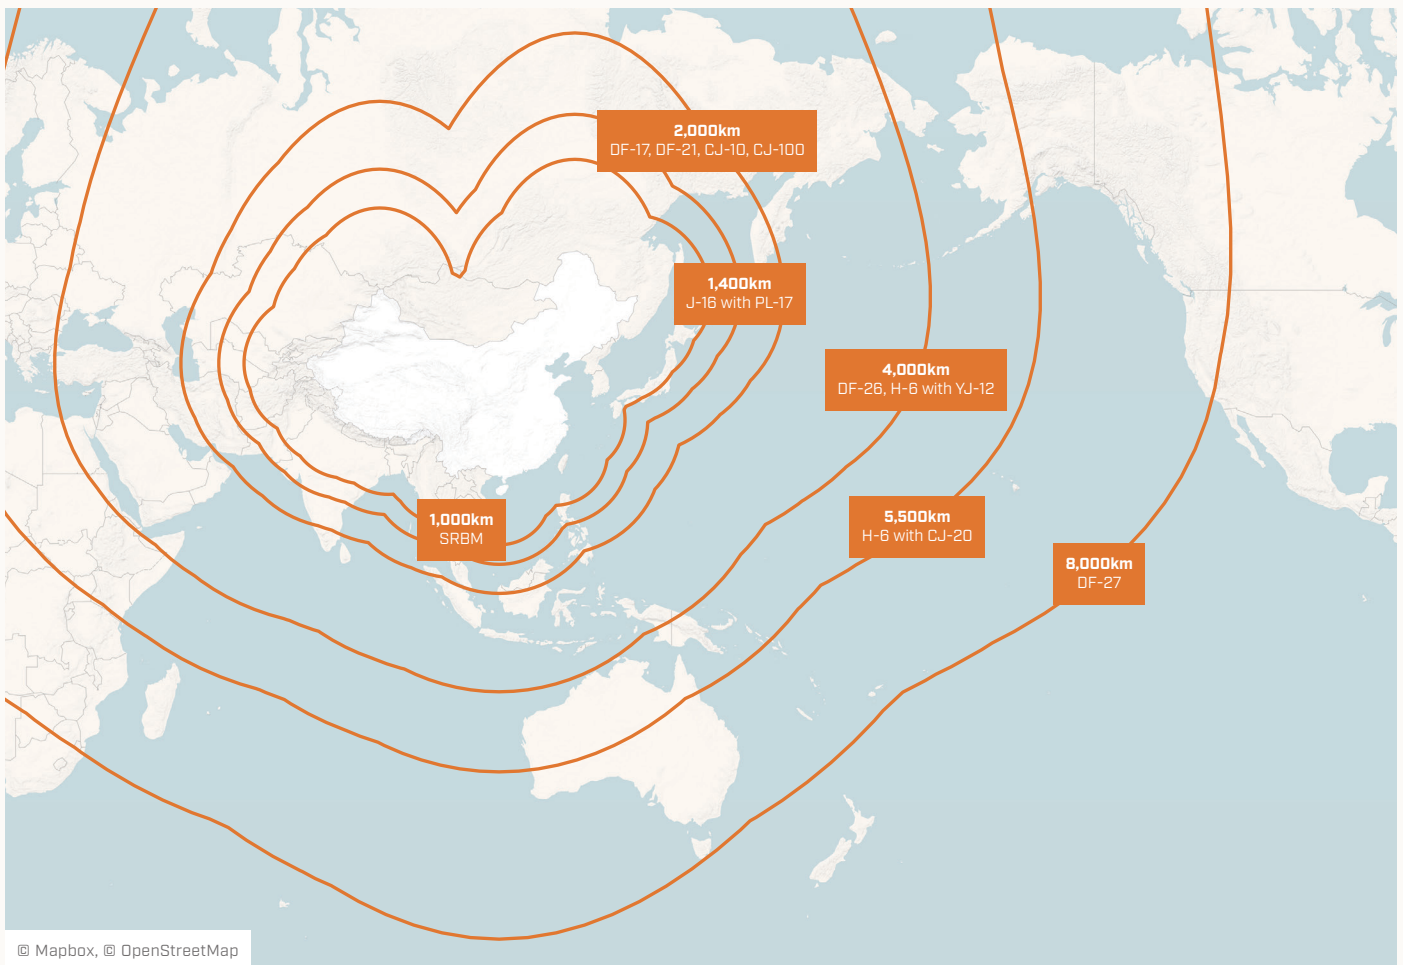 2,000km
DF-17, DF-21, CJ-10, CJ-100
1,400km
J-16 with PL-17
4,000km
DF-26, H-6 with YJ-12
1,000km
SRBM
5,500km
H-6 with CJ-20
8,000km
DF-27
© Mapbox, © OpenStreetMap